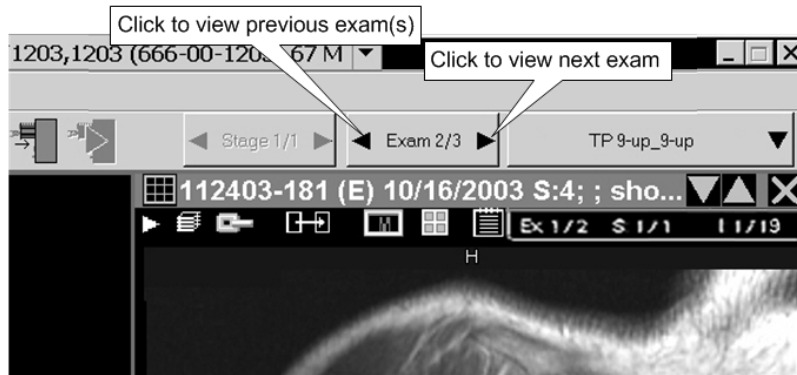 Click to view previous exam(s)
1203,1203 (666-00-1203, 67 M
Click to view next exam
Stage 1/1
Exam 2/3
TP 9-up_9-up
112403-181 (E) 10/16/2003 S:4; ; sho...
Ex 1/2 S 1/1 I 1/19
H